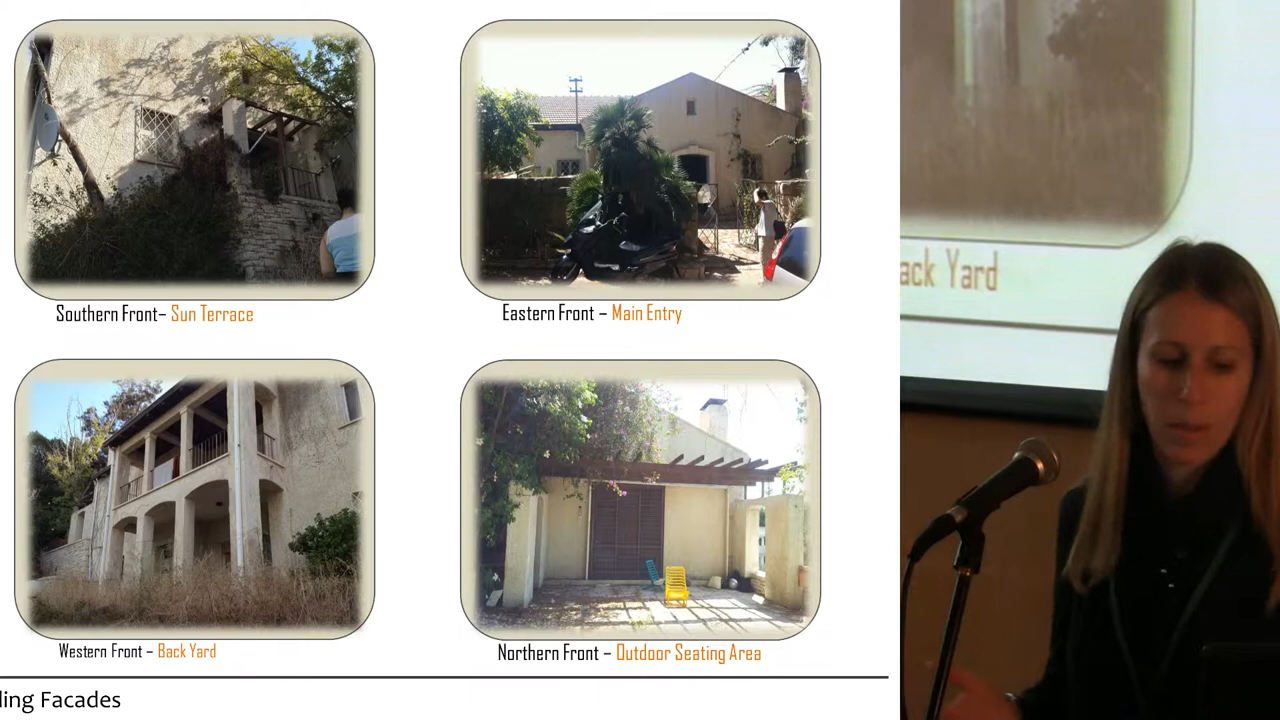 Southern Front– Sun Terrace
Eastern Front – Main Entry
Western Front – Back Yard
Northern Front – Outdoor Seating Area
ding Facades
ack Yard